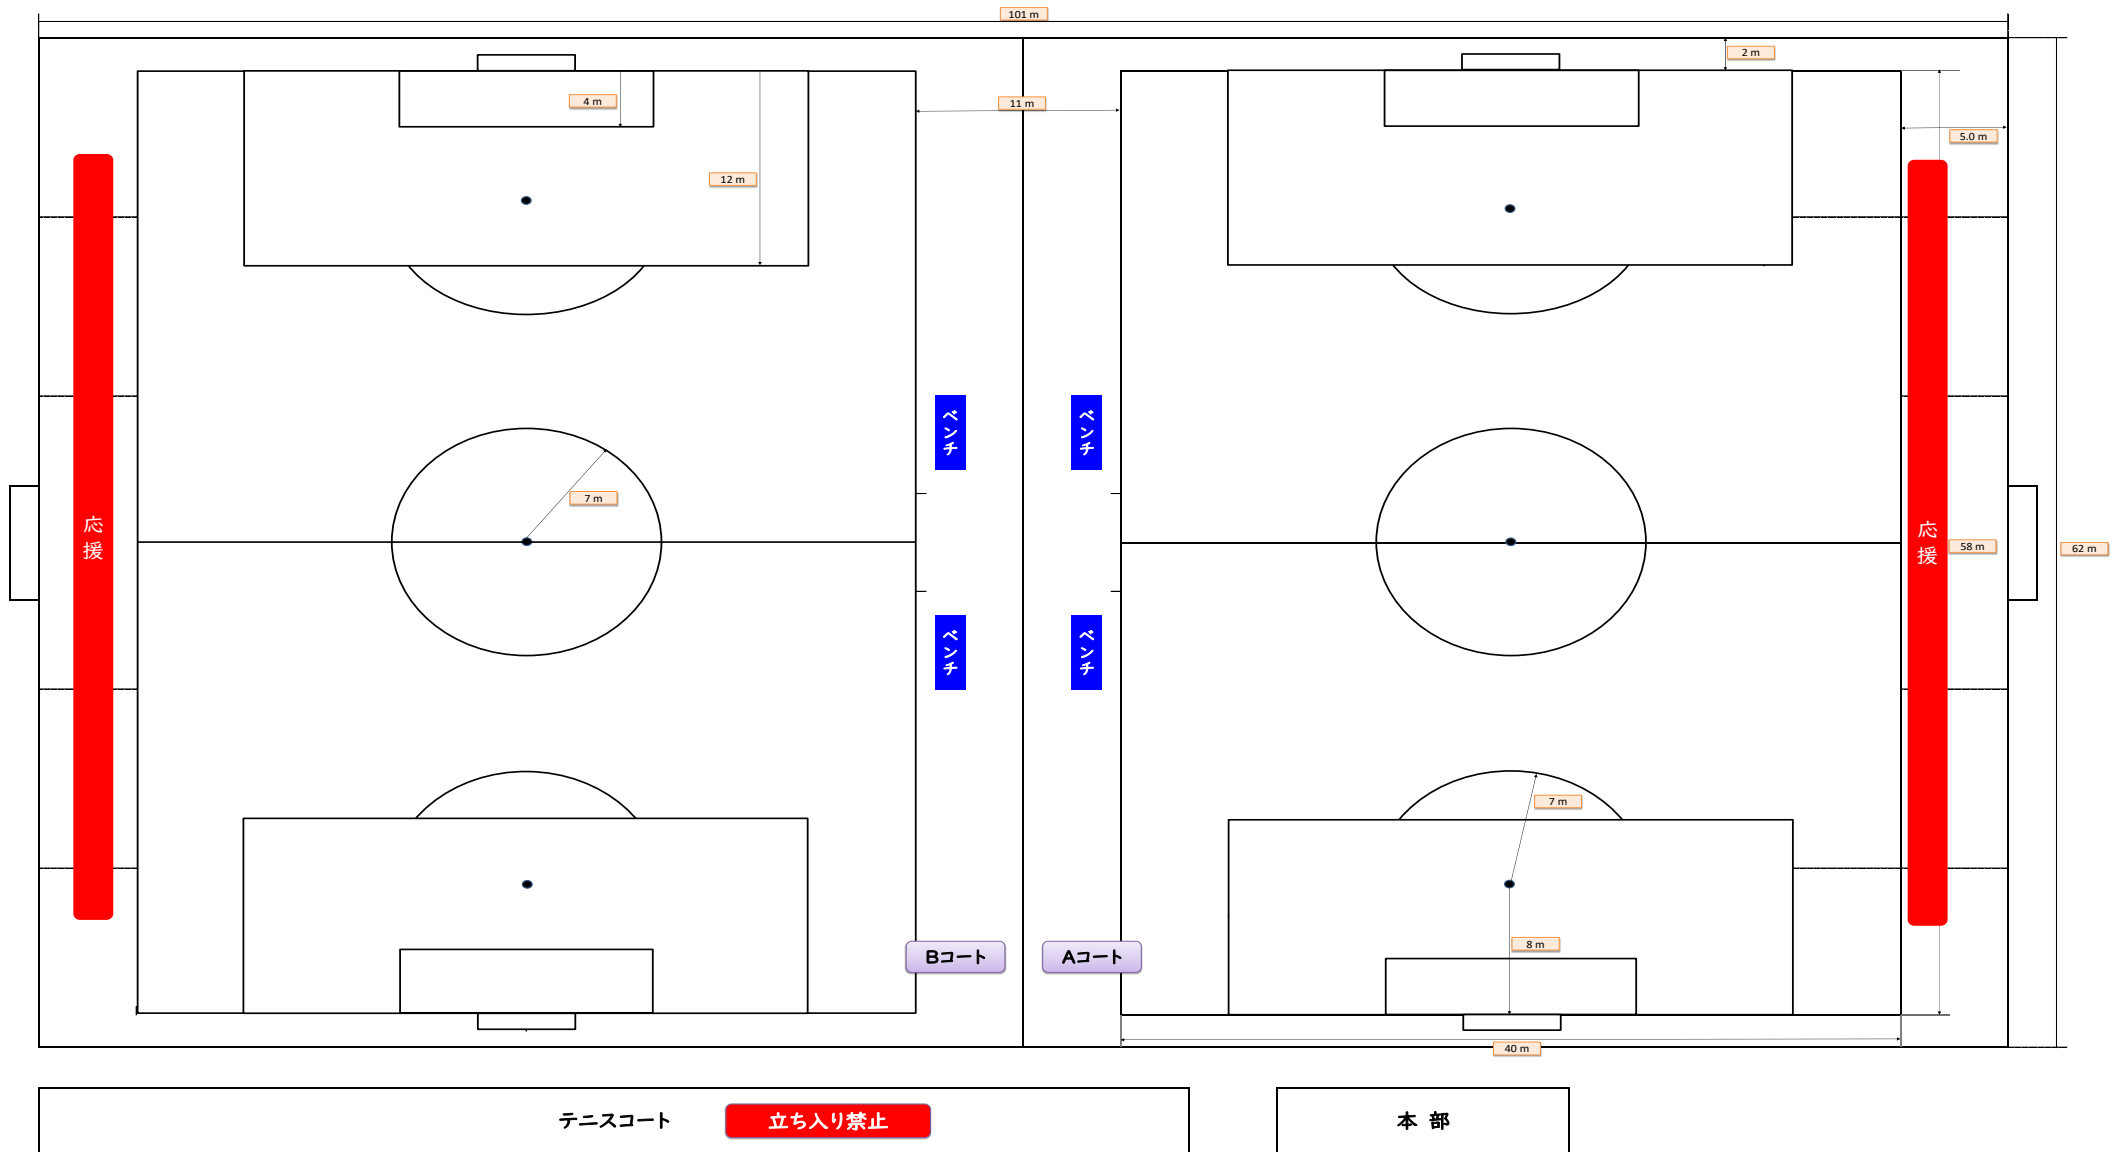 101 m
2 m
4 m
11 m
5.0 m
12 m
ベンチ
ベンチ
7 m
応援
応援
58 m
62 m
ベンチ
ベンチ
7 m
8 m
Bコート
Aコート
40 m
テニスコート
立ち入り禁止
本 部